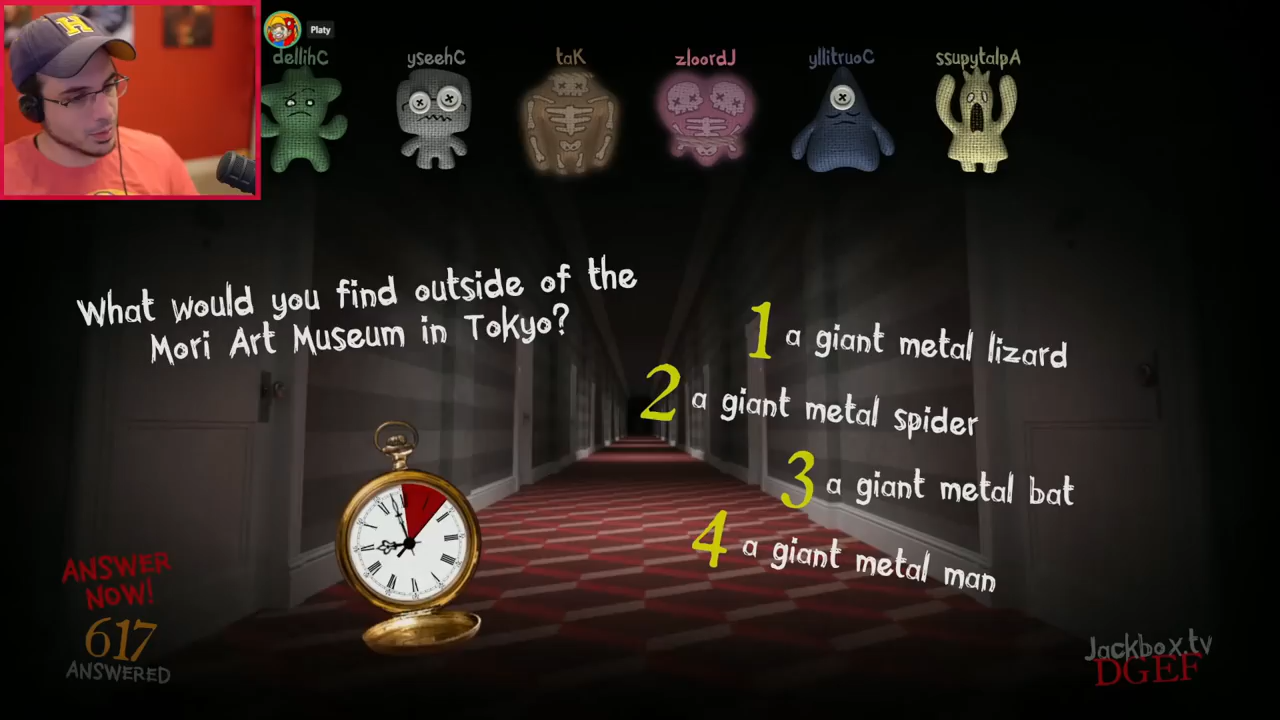 H
Platy
dellihC
yseehC
taK
zloordJ
yllitruoC
ssupytalpA
What would you find outside of the
Mori Art Museum in Tokyo?
1 a giant metal lizard
2 a giant metal spider
3 a giant metal bat
4 a giant metal man
ANSWER
NOW!
617
ANSWERED
Jackbox.tv
DGEF